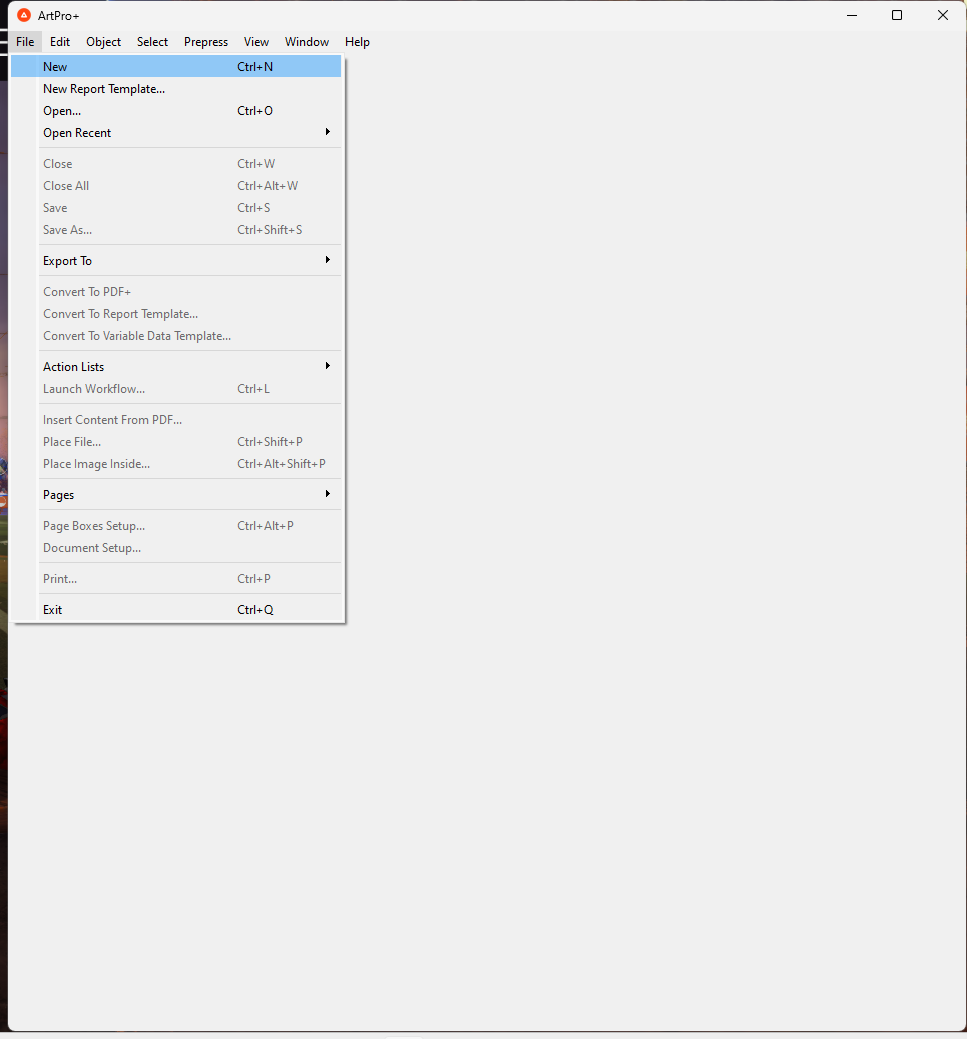 ArtPro+
File Edit Object Select Prepress View Window Help
New Ctrl+N
New Report Template...
Open... Ctrl+O
Open Recent
Close Ctrl+W
Close All Ctrl+Alt+W
Save Ctrl+S
Save As... Ctrl+Shift+S
Export To
Convert To PDF+
Convert To Report Template...
Convert To Variable Data Template...
Action Lists
Launch Workflow... Ctrl+L
Insert Content From PDF...
Place File... Ctrl+Shift+P
Place Image Inside... Ctrl+Alt+Shift+P
Pages
Page Boxes Setup... Ctrl+Alt+P
Document Setup...
Print... Ctrl+P
Exit Ctrl+Q